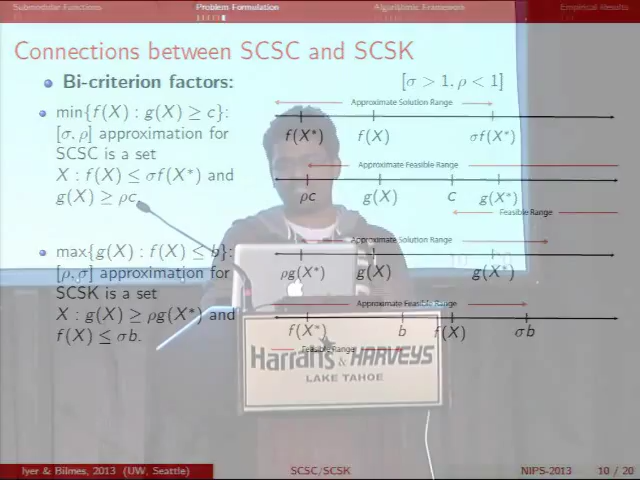 Submodular Functions Problem Formulation Algorithmic Framework Empirical Results
Connections between SCSC and SCSK
Bi-criterion factors: [σ > 1, ρ < 1]
min{f(X) : g(X) ≥ c}:
[σ, ρ] approximation for
SCSC is a set
X : f(X) ≤ σf(X*) and
g(X) ≥ ρc
Approximate Solution Range
f(X*) f(X) σf(X*)
Approximate Feasible Range
ρc g(X) c g(X*)
Feasible Range
max{g(X) : f(X) ≤ b}:
[ρ, σ] approximation for
SCSK is a set
X : g(X) ≥ ρg(X*) and
f(X) ≤ σb.
Approximate Solution Range
ρg(X*) g(X) g(X*)
Approximate Feasible Range
f(X*) b f(X) σb
Feasible Range
Harrah's & HARVEYS
LAKE TAHOE
Iyer & Bilmes, 2013 (UW, Seattle) SCSC/SCSK NIPS-2013 10 / 20